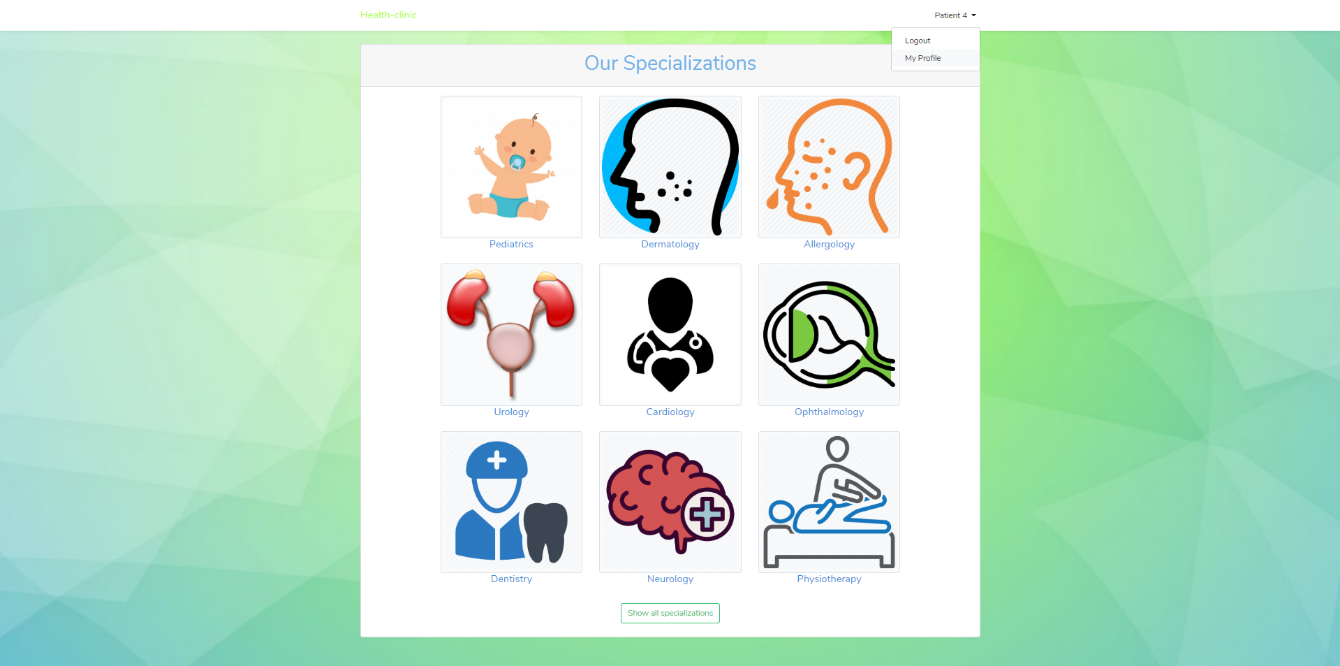 Health-clinic
Patient 4
Logout
My Profile
Our Specializations
Pediatrics
Dermatology
Allergology
Urology
Cardiology
Ophthalmology
Dentistry
Neurology
Physiotherapy
Show all specializations